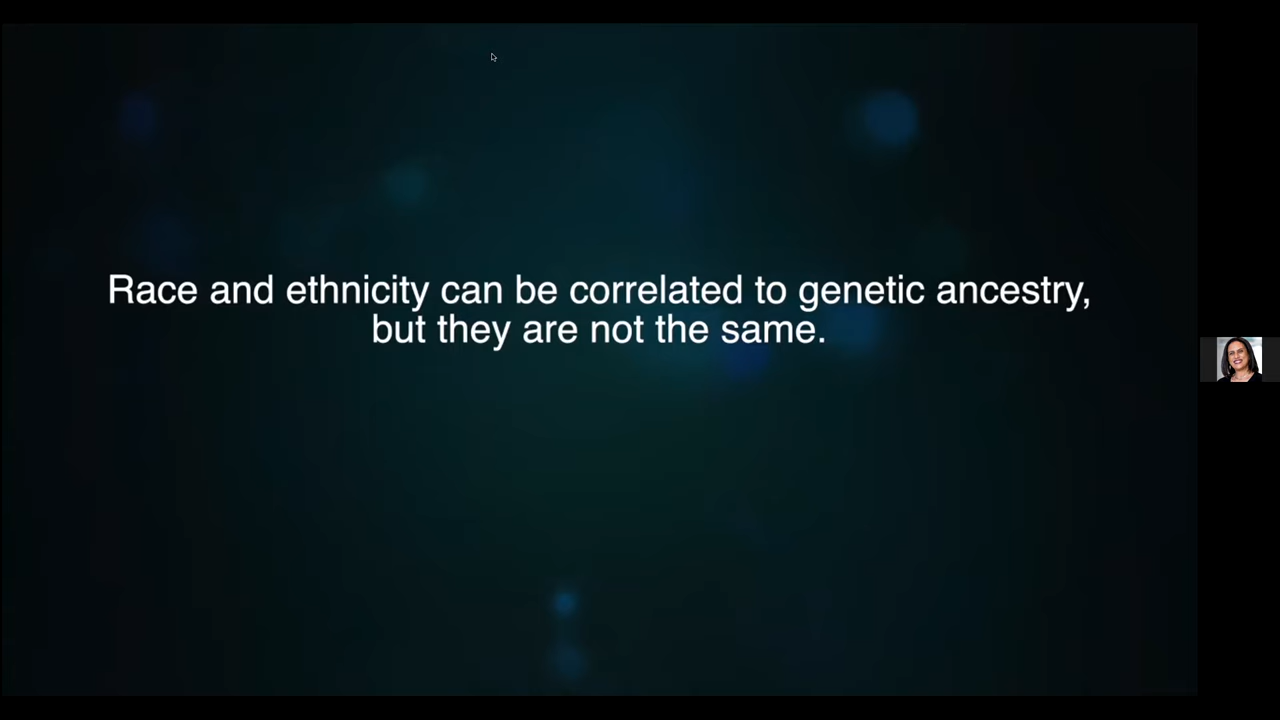 Race and ethnicity can be correlated to genetic ancestry,
but they are not the same.